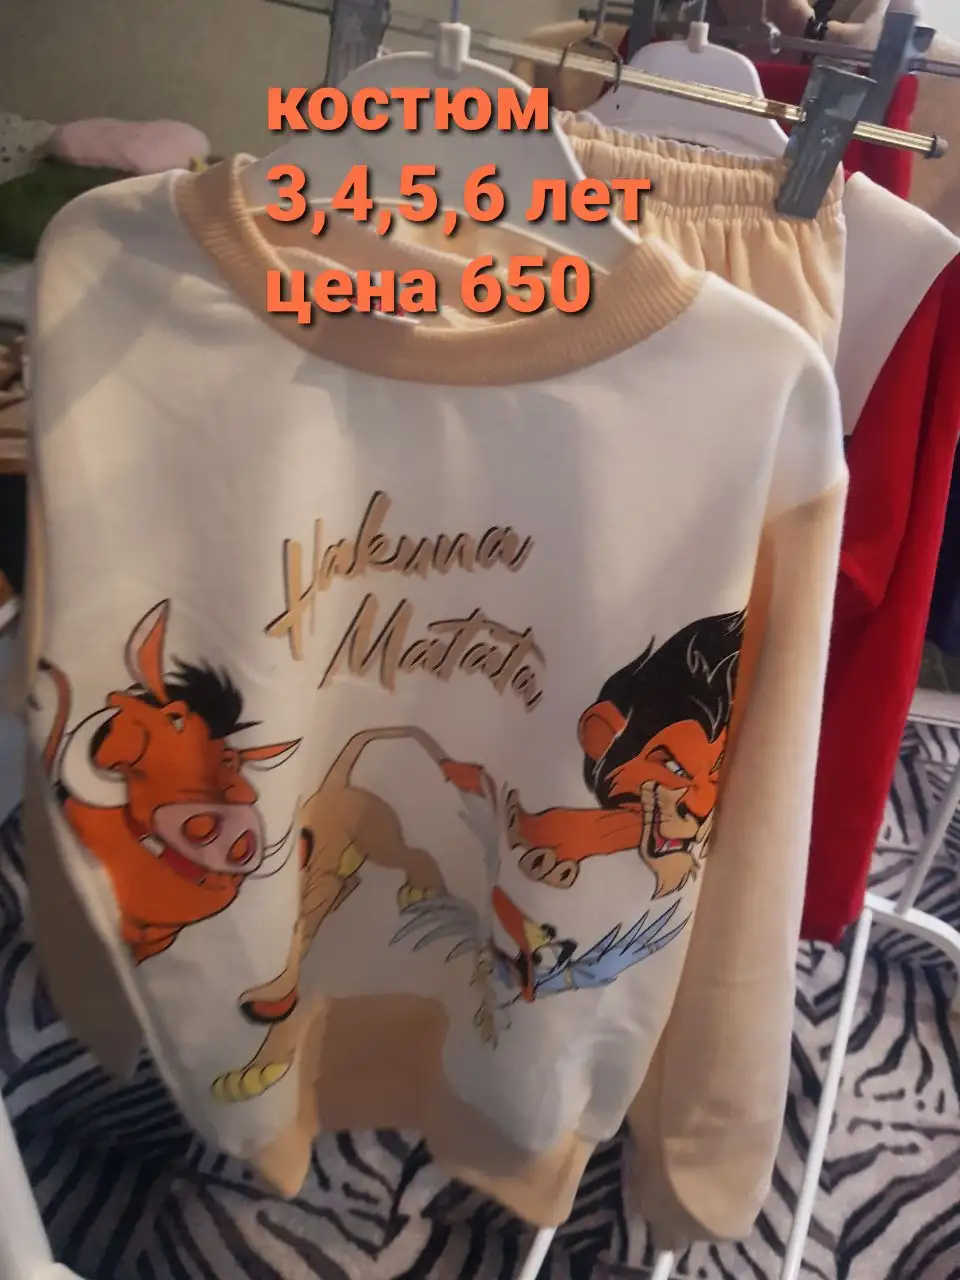 костюм
3,4,5,6 лет
цена 650
Hakuna
Matata